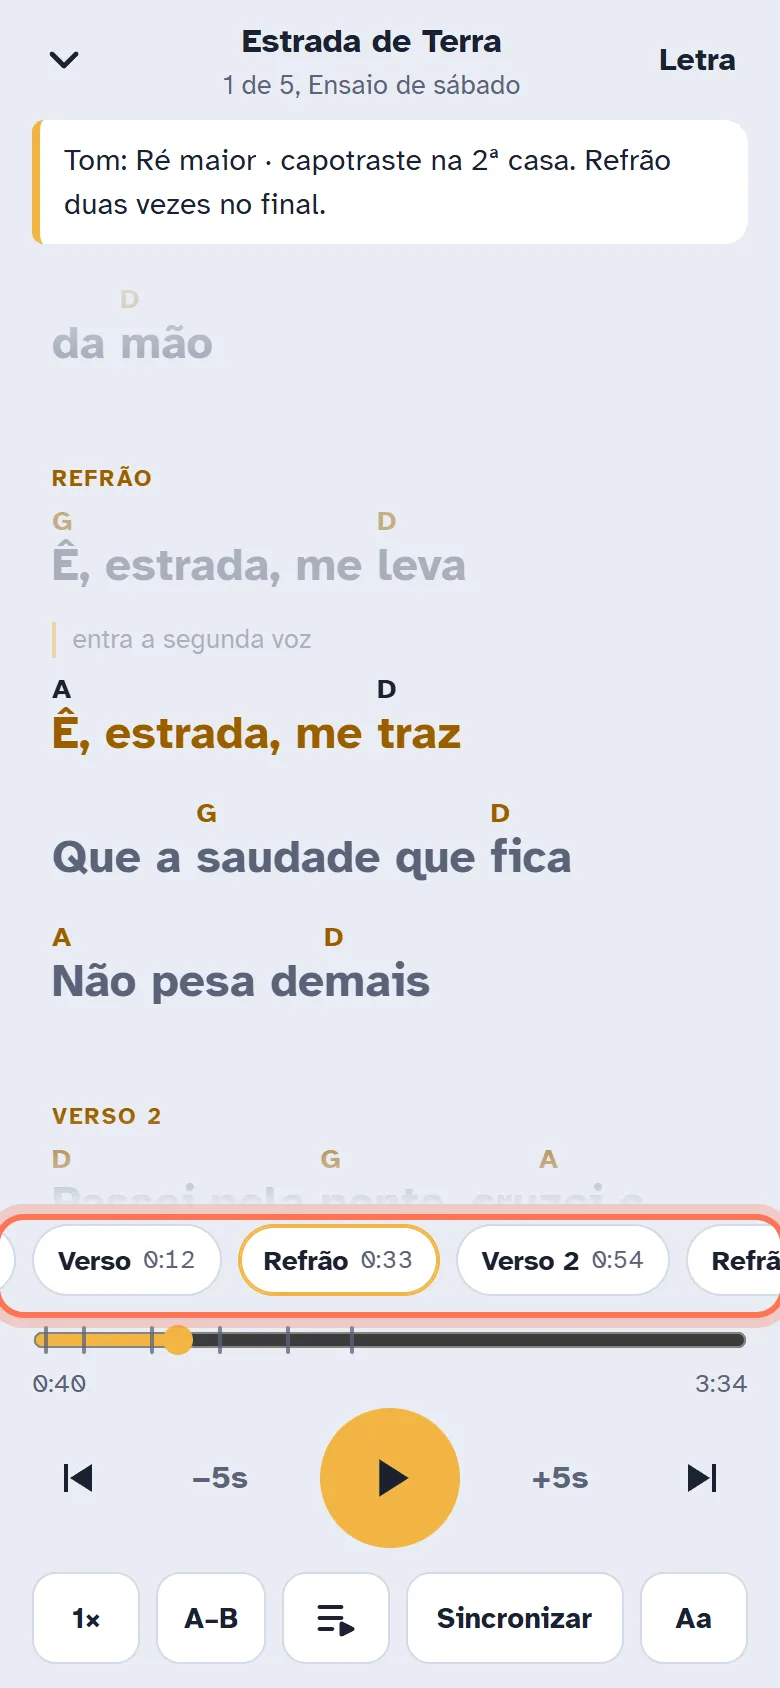 Estrada de Terra
1 de 5, Ensaio de sábado
Letra
Tom: Ré maior · capotraste na 2ª casa. Refrão
duas vezes no final.
D
da mão
REFRÃO
G D
Ê, estrada, me leva
entra a segunda voz
A D
Ê, estrada, me traz
G D
Que a saudade que fica
A D
Não pesa demais
VERSO 2
D G A
Verso 0:12 Refrão 0:33 Verso 2 0:54 Refrã
0:40 3:34
–5s +5s
1× A–B Sincronizar Aa